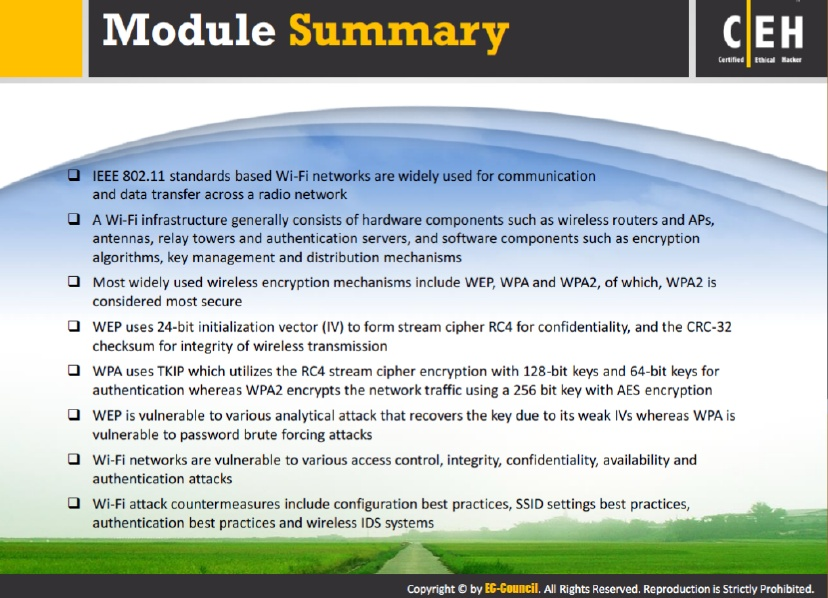 Module Summary
CEH
Certified Ethical Hacker
❑ IEEE 802.11 standards based Wi-Fi networks are widely used for communication
and data transfer across a radio network
❑ A Wi-Fi infrastructure generally consists of hardware components such as wireless routers and APs,
antennas, relay towers and authentication servers, and software components such as encryption
algorithms, key management and distribution mechanisms
❑ Most widely used wireless encryption mechanisms include WEP, WPA and WPA2, of which, WPA2 is
considered most secure
❑ WEP uses 24-bit initialization vector (IV) to form stream cipher RC4 for confidentiality, and the CRC-32
checksum for integrity of wireless transmission
❑ WPA uses TKIP which utilizes the RC4 stream cipher encryption with 128-bit keys and 64-bit keys for
authentication whereas WPA2 encrypts the network traffic using a 256 bit key with AES encryption
❑ WEP is vulnerable to various analytical attack that recovers the key due to its weak IVs whereas WPA is
vulnerable to password brute forcing attacks
❑ Wi-Fi networks are vulnerable to various access control, integrity, confidentiality, availability and
authentication attacks
❑ Wi-Fi attack countermeasures include configuration best practices, SSID settings best practices,
authentication best practices and wireless IDS systems
Copyright © by EC-Council. All Rights Reserved. Reproduction is Strictly Prohibited.